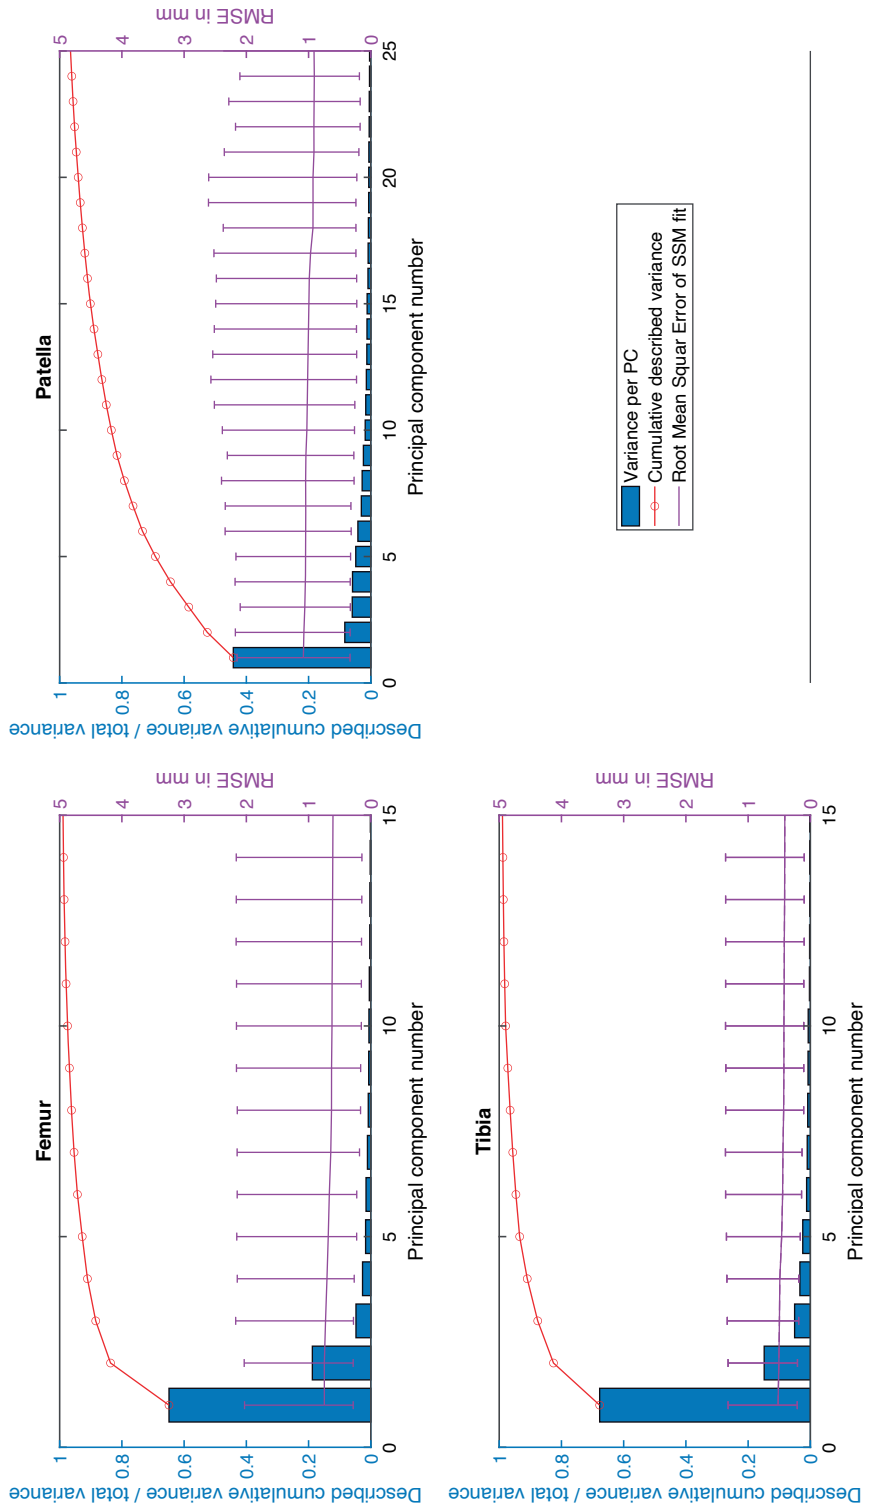 Femur
Described cumulative variance / total variance
1
0.8
0.6
0.4
0.2
0
0 5 10 15
Principal component number
5
4
3
2
1
0
RMSE in mm
Patella
Described cumulative variance / total variance
1
0.8
0.6
0.4
0.2
0
0 5 10 15 20 25
Principal component number
5
4
3
2
1
0
RMSE in mm
Tibia
Described cumulative variance / total variance
1
0.8
0.6
0.4
0.2
0
0 5 10 15
Principal component number
5
4
3
2
1
0
RMSE in mm
Variance per PC
Cumulative described variance
Root Mean Squar Error of SSM fit